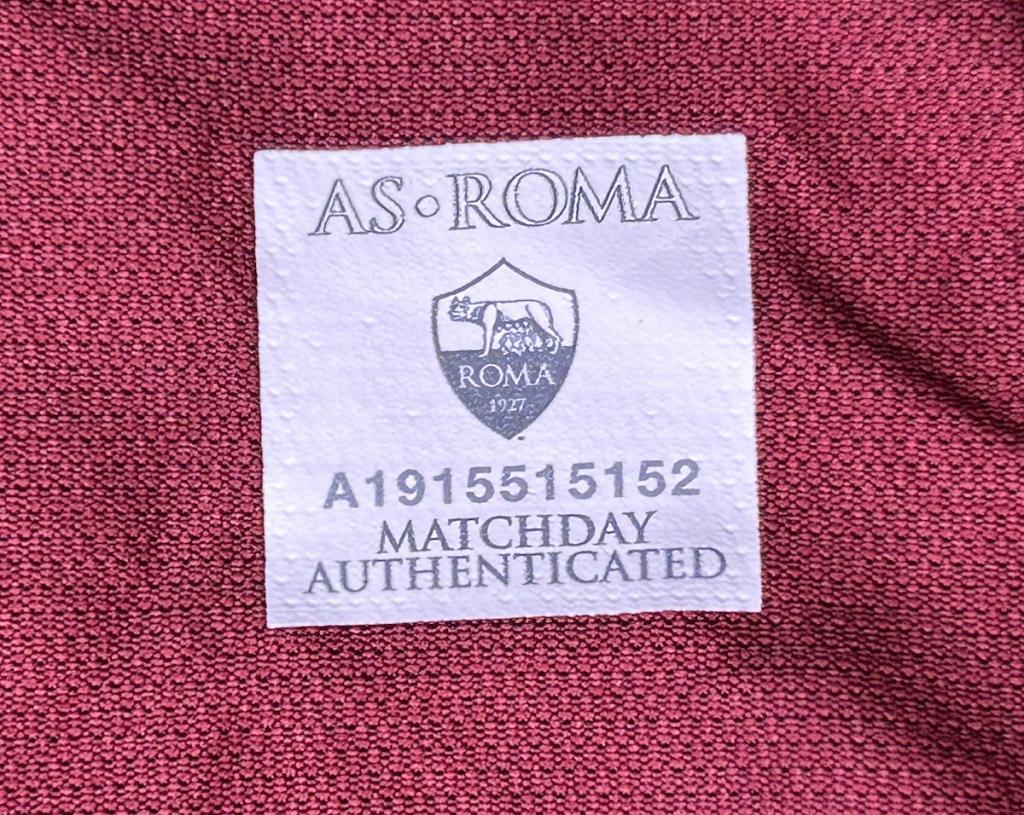 AS·ROMA
ROMA
1927
A1915515152
MATCHDAY
AUTHENTICATED